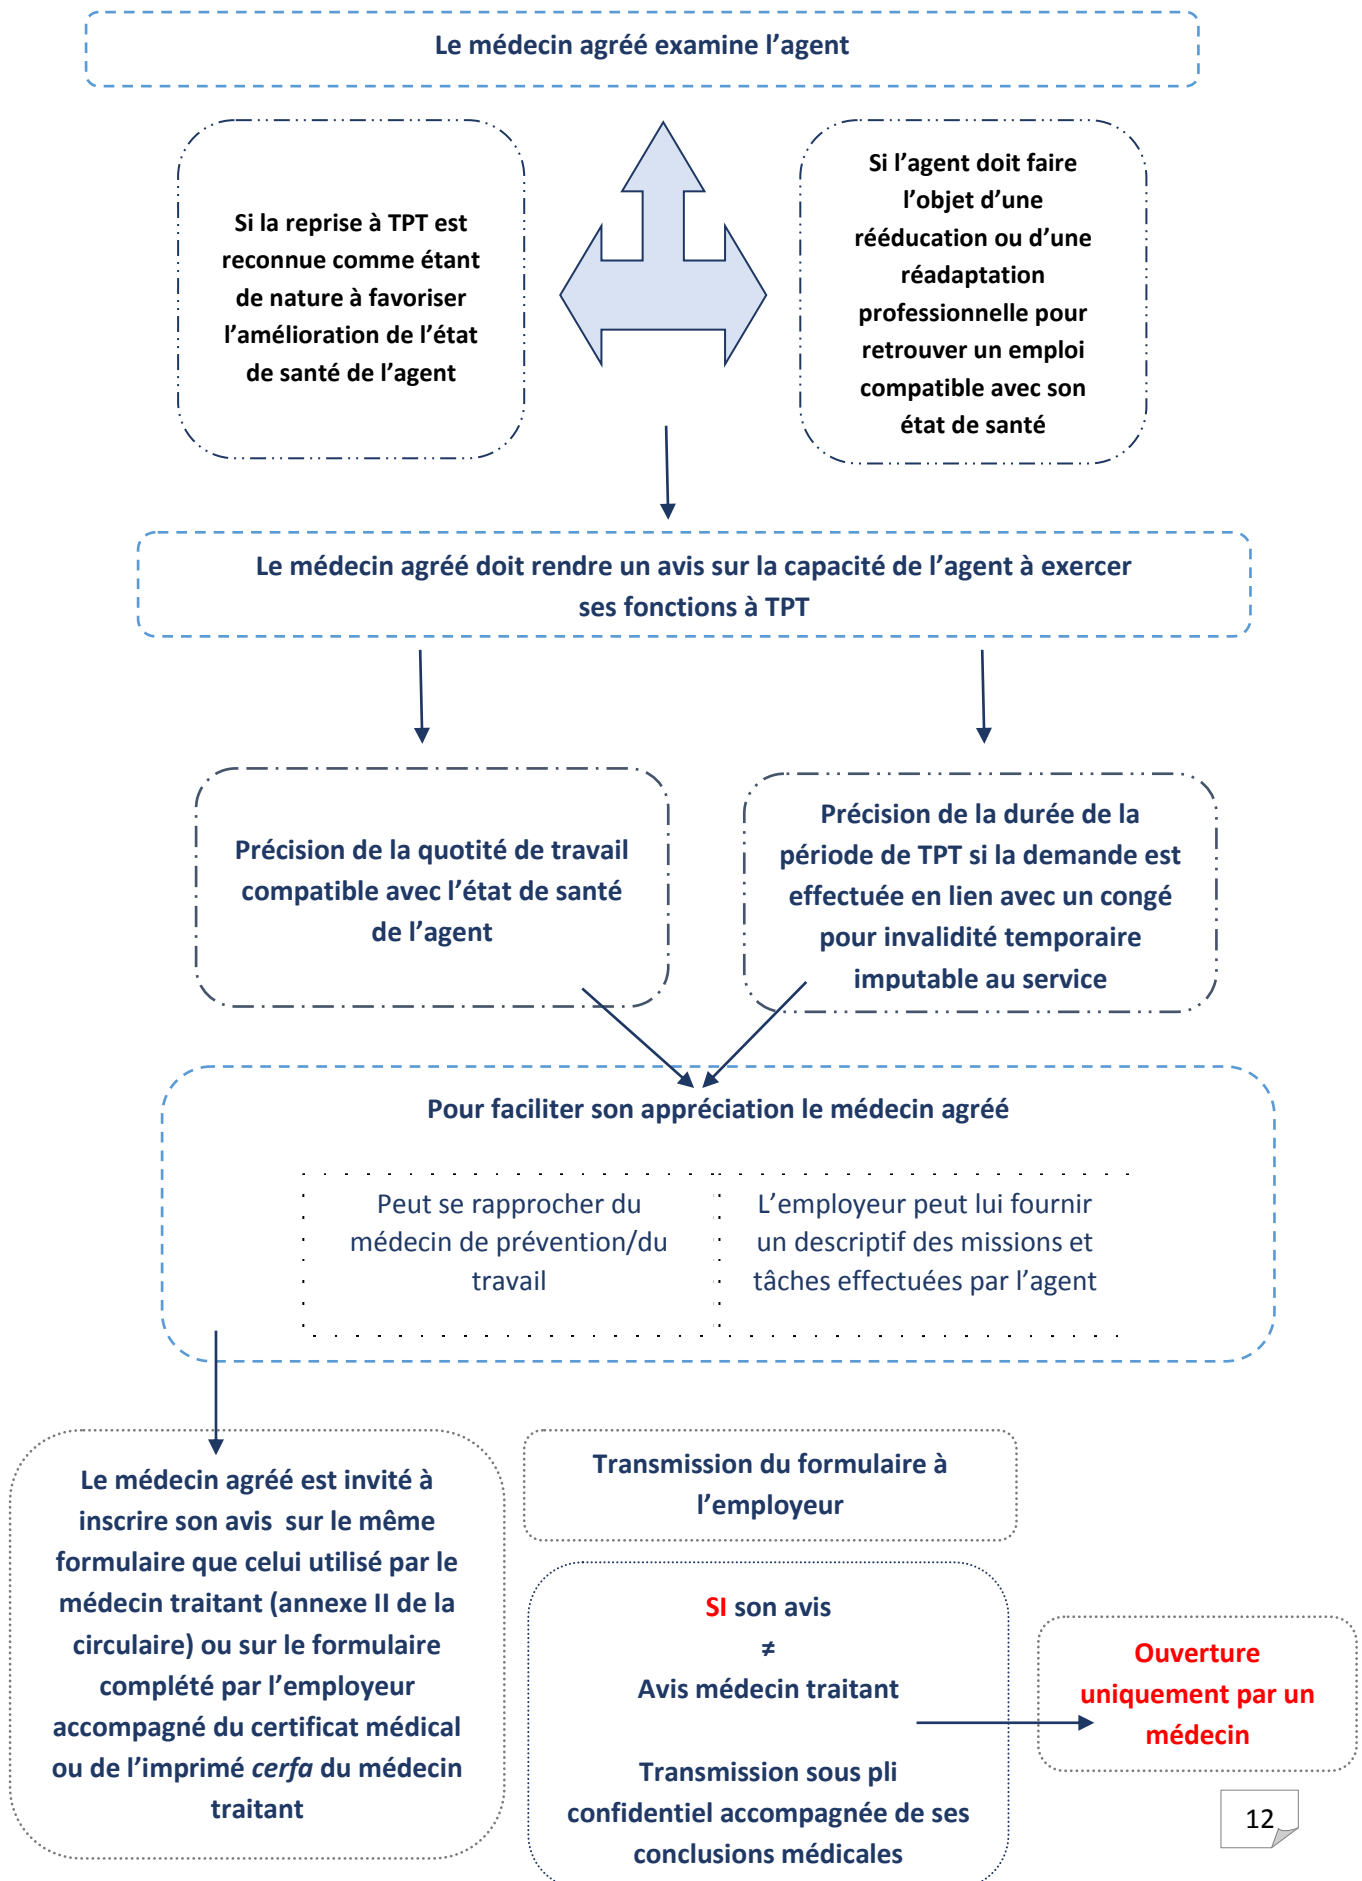 Le médecin agréé examine l’agent
Si la reprise à TPT est
reconnue comme étant
de nature à favoriser
l’amélioration de l’état
de santé de l’agent
Si l’agent doit faire
l’objet d’une
rééducation ou d’une
réadaptation
professionnelle pour
retrouver un emploi
compatible avec son
état de santé
Le médecin agréé doit rendre un avis sur la capacité de l’agent à exercer
ses fonctions à TPT
Précision de la quotité de travail
compatible avec l’état de santé
de l’agent
Précision de la durée de la
période de TPT si la demande est
effectuée en lien avec un congé
pour invalidité temporaire
imputable au service
Pour faciliter son appréciation le médecin agréé
Peut se rapprocher du
médecin de prévention/du
travail
L’employeur peut lui fournir
un descriptif des missions et
tâches effectuées par l’agent
Le médecin agréé est invité à
inscrire son avis sur le même
formulaire que celui utilisé par le
médecin traitant (annexe II de la
circulaire) ou sur le formulaire
complété par l’employeur
accompagné du certificat médical
ou de l’imprimé cerfa du médecin
traitant
Transmission du formulaire à
l’employeur
SI son avis
≠
Avis médecin traitant
Transmission sous pli
confidentiel accompagnée de ses
conclusions médicales
Ouverture
uniquement par un
médecin
12